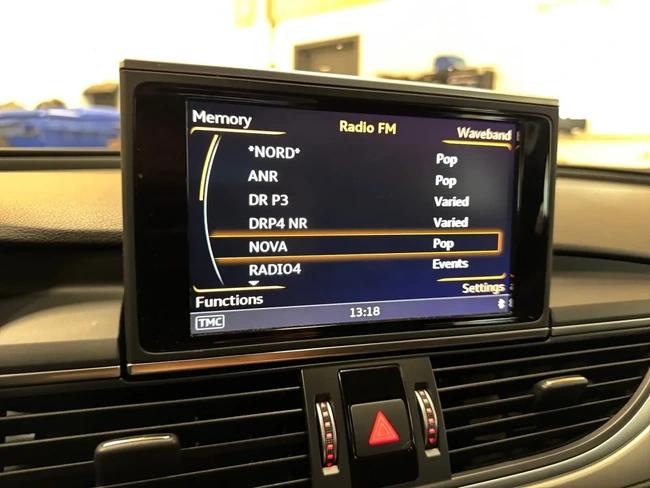 Memory Radio FM Waveband
*NORD* Pop
ANR Pop
DR P3 Varied
DRP4 NR Varied
NOVA Pop
RADIO4 Events
Functions Settings
TMC 13:18